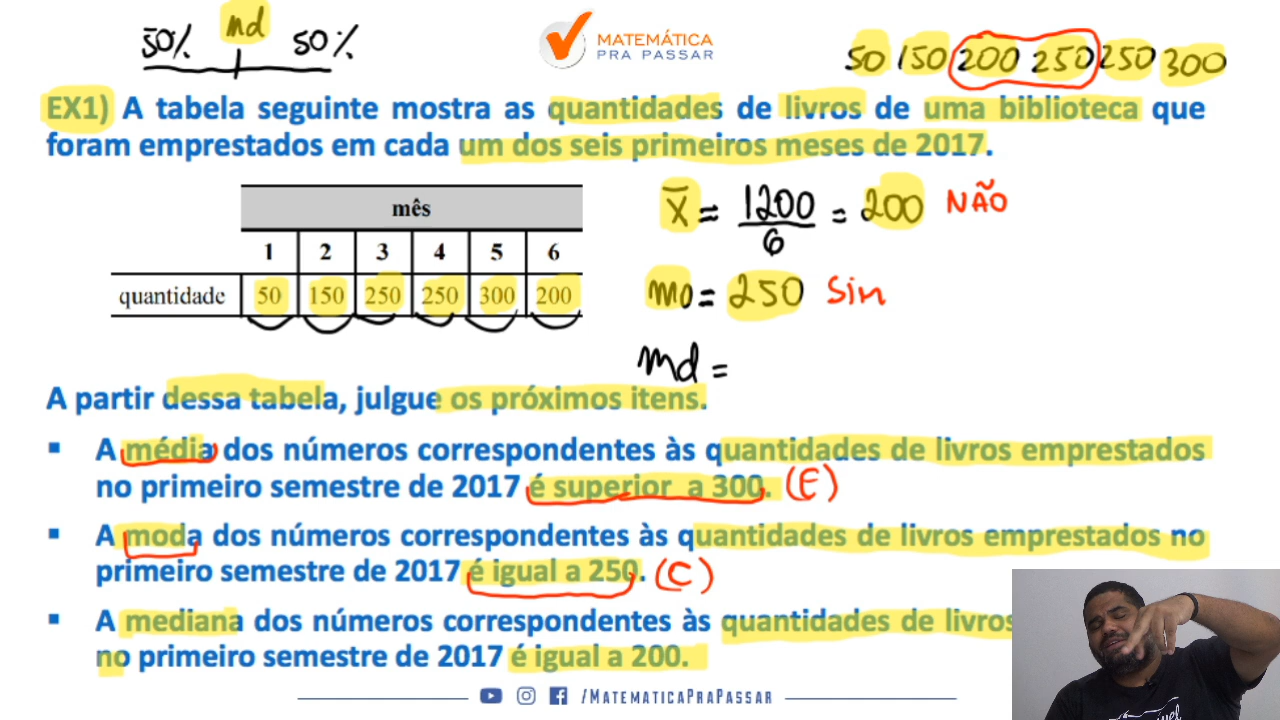 50% md 50%
MATEMÁTICA
PRA PASSAR
50 150 200 250 250 300
EX1) A tabela seguinte mostra as quantidades de livros de uma biblioteca que
foram emprestados em cada um dos seis primeiros meses de 2017.
mês
1 2 3 4 5 6
quantidade 50 150 250 250 300 200
x̄ = 1200/6 = 200 NÃO
mo = 250 Sin
md =
A partir dessa tabela, julgue os próximos itens.
▪ A média dos números correspondentes às quantidades de livros emprestados
no primeiro semestre de 2017 é superior a 300. (E)
▪ A moda dos números correspondentes às quantidades de livros emprestados no
primeiro semestre de 2017 é igual a 250. (C)
▪ A mediana dos números correspondentes às quantidades de livros
no primeiro semestre de 2017 é igual a 200.
/MATEMATICAPRAPASSAR